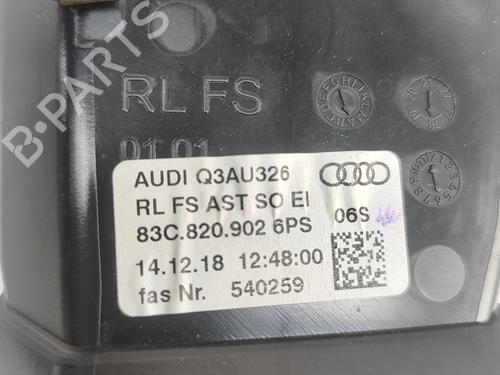 B-PARTS
RL FS
01 01
AUDI Q3AU326
RL FS AST SO EI
83C.820.902 6PS
06S
14.12.18 12:48:00
fas Nr. 540259